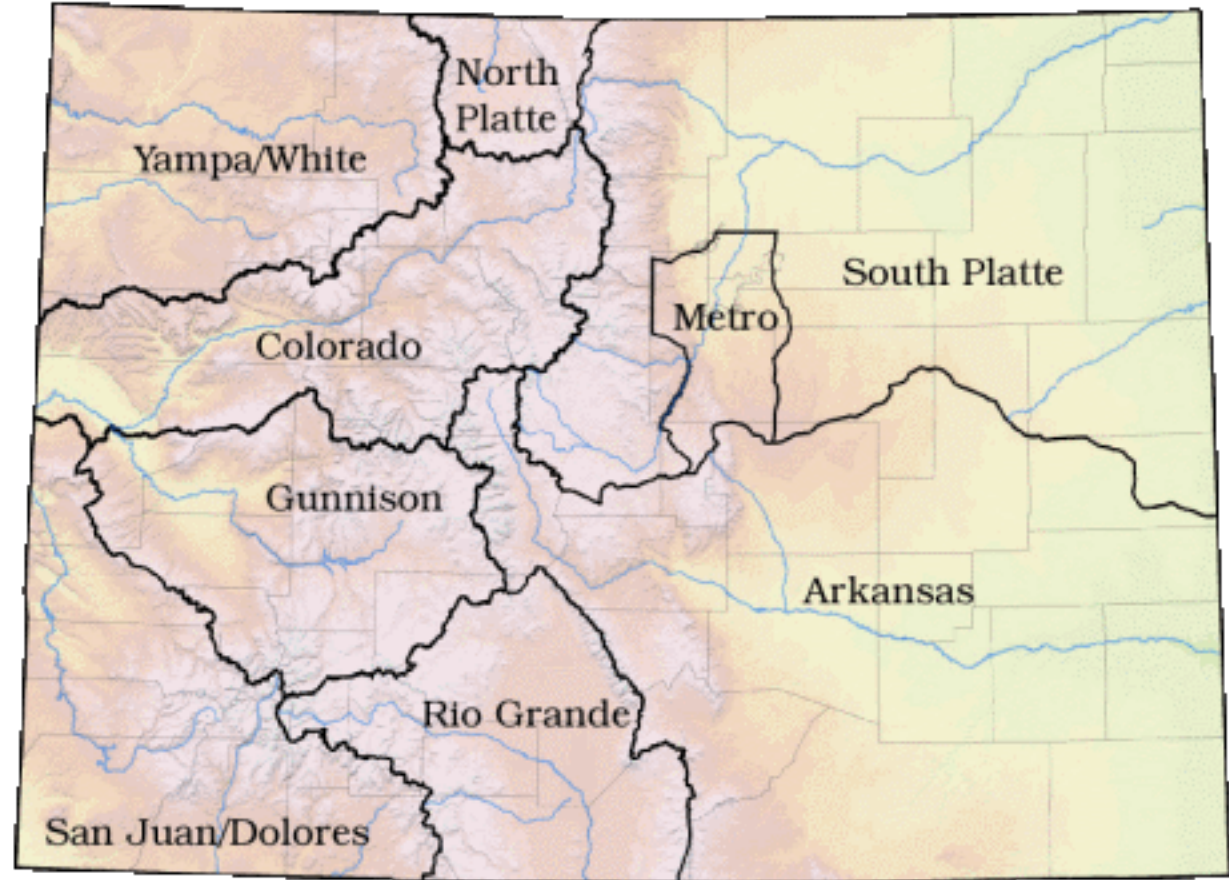 North
Platte
Yampa/White
South Platte
Metro
Colorado
Gunnison
Arkansas
Rio Grande
San Juan/Dolores